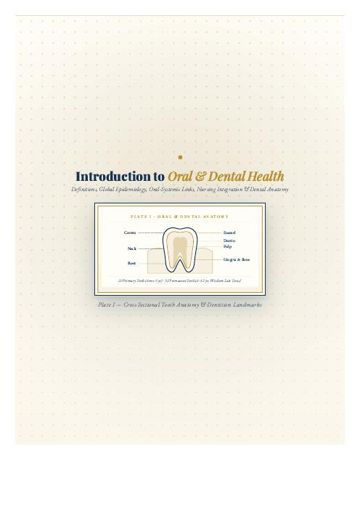 Introduction to Oral & Dental Health
Definitions, Global Epidemiology, Oral-Systemic Links, Nursing Integration & Dental Anatomy
PLATE I · ORAL & DENTAL ANATOMY
Crown
Enamel
Dentin
Pulp
Neck
Gingiva & Bone
Root
Plate I — Cross-Sectional Tooth Anatomy & Dentition Landmarks